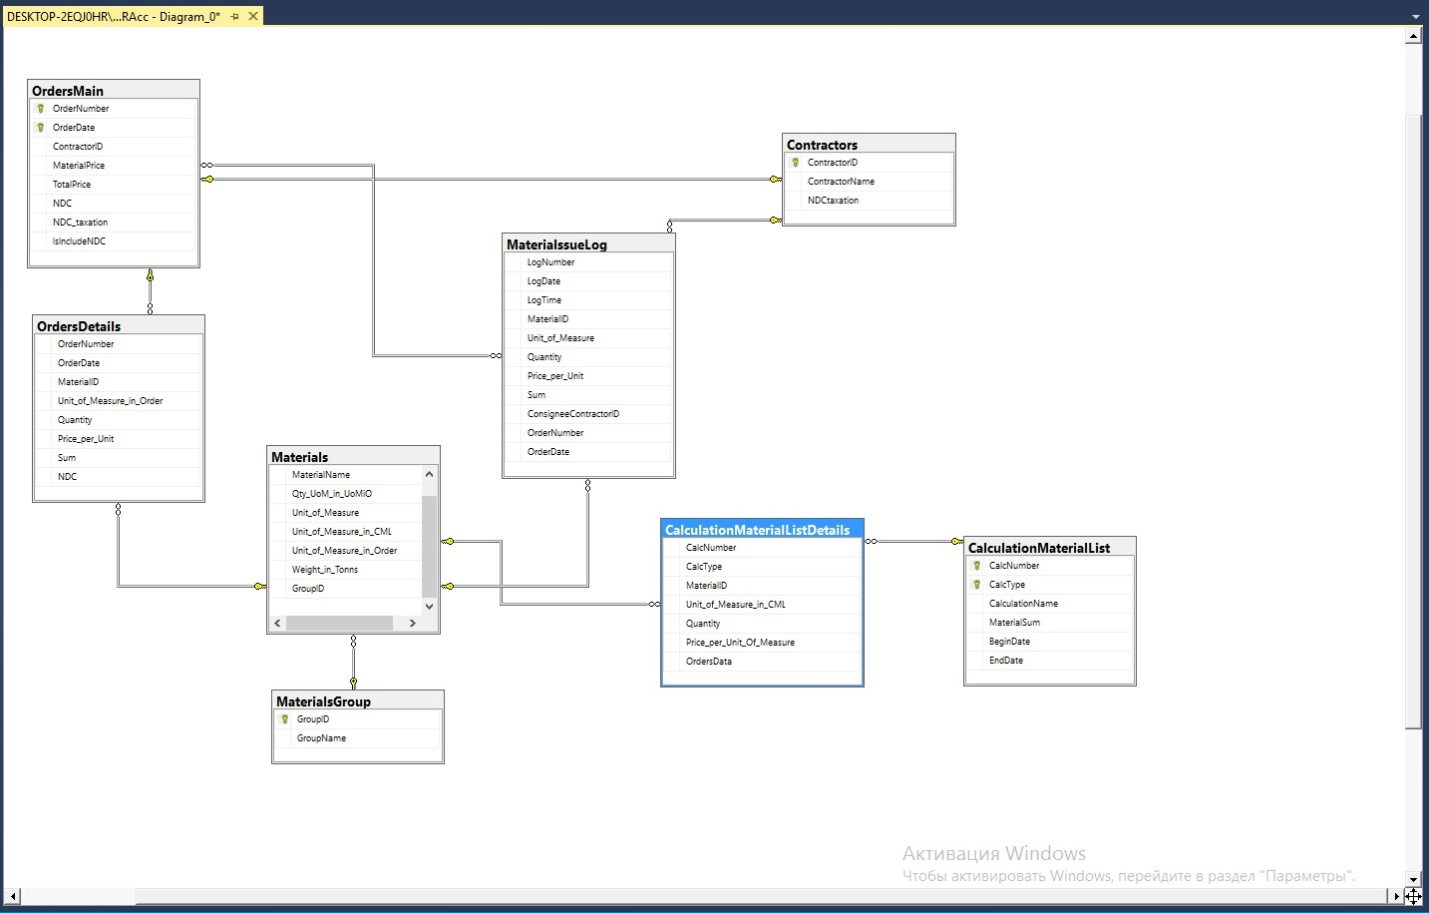 DESKTOP-2EQJ0HR\...RAcc - Diagram_0*
OrdersMain
OrderNumber
OrderDate
ContractorID
MaterialPrice
TotalPrice
NDC
NDC_taxation
IsIncludeNDC
Contractors
ContractorID
ContractorName
NDCtaxation
MaterialssueLog
LogNumber
LogDate
LogTime
MaterialID
Unit_of_Measure
Quantity
Price_per_Unit
Sum
ConsigneeContractorID
OrderNumber
OrderDate
OrdersDetails
OrderNumber
OrderDate
MaterialID
Unit_of_Measure_in_Order
Quantity
Price_per_Unit
Sum
NDC
Materials
MaterialName
Qty_UoM_in_UoMiO
Unit_of_Measure
Unit_of_Measure_in_CML
Unit_of_Measure_in_Order
Weight_in_Tonns
GroupID
CalculationMaterialListDetails
CalcNumber
CalcType
MaterialID
Unit_of_Measure_in_CML
Quantity
Price_per_Unit_Of_Measure
OrdersData
CalculationMaterialList
CalcNumber
CalcType
CalculationName
MaterialSum
BeginDate
EndDate
MaterialsGroup
GroupID
GroupName
Активация Windows
Чтобы активировать Windows, перейдите в раздел "Параметры".